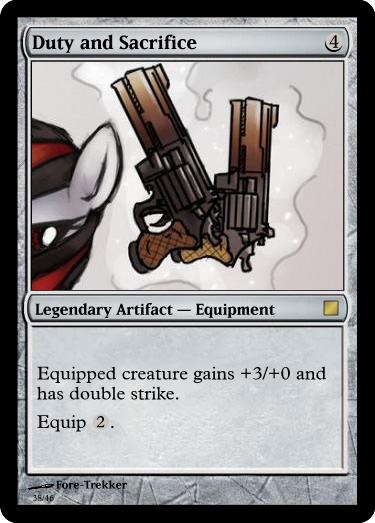 Duty and Sacrifice 4
Legendary Artifact — Equipment
Equipped creature gains +3/+0 and
has double strike.
Equip 2.
Fore-Trekker
38/46